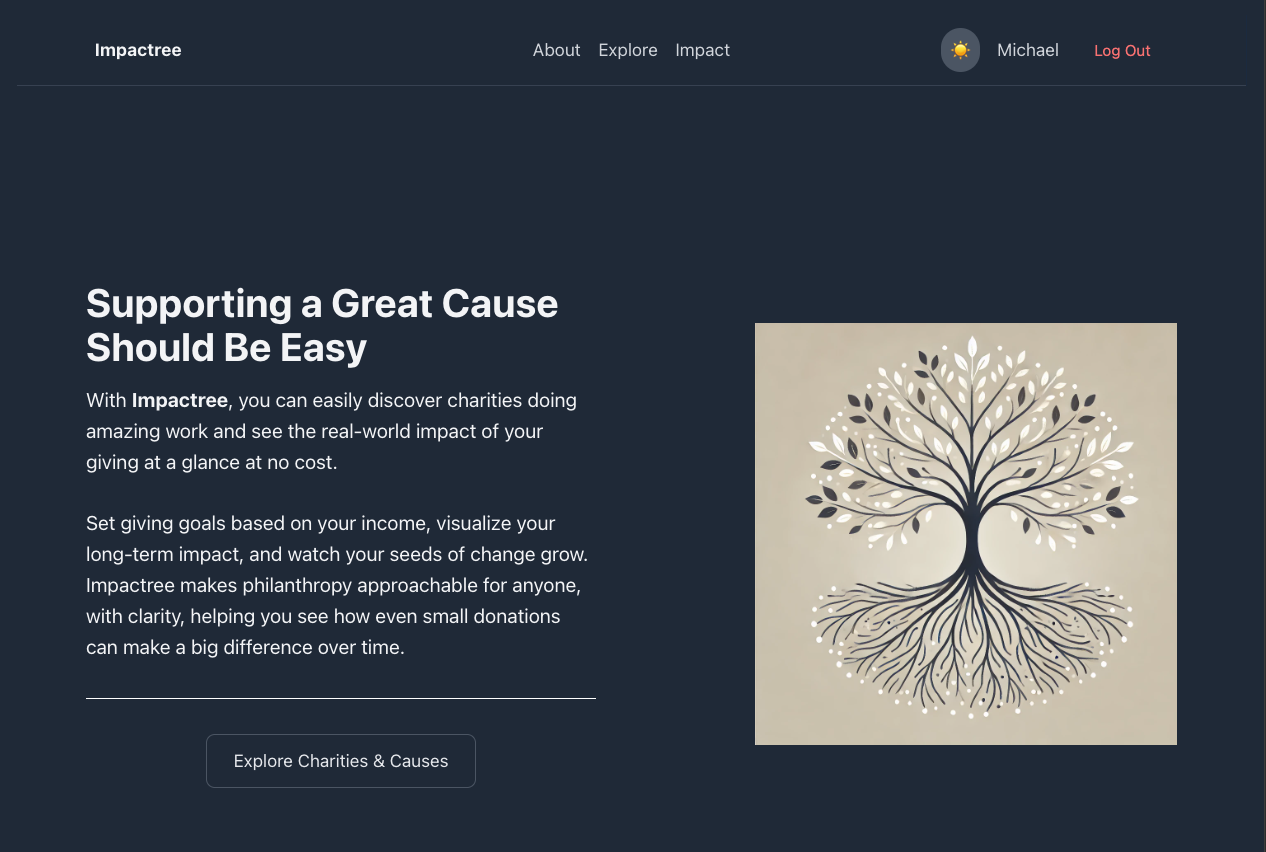 Impactree
About Explore Impact
Michael
Log Out
Supporting a Great Cause
Should Be Easy
With Impactree, you can easily discover charities doing
amazing work and see the real-world impact of your
giving at a glance at no cost.
Set giving goals based on your income, visualize your
long-term impact, and watch your seeds of change grow.
Impactree makes philanthropy approachable for anyone,
with clarity, helping you see how even small donations
can make a big difference over time.
Explore Charities & Causes